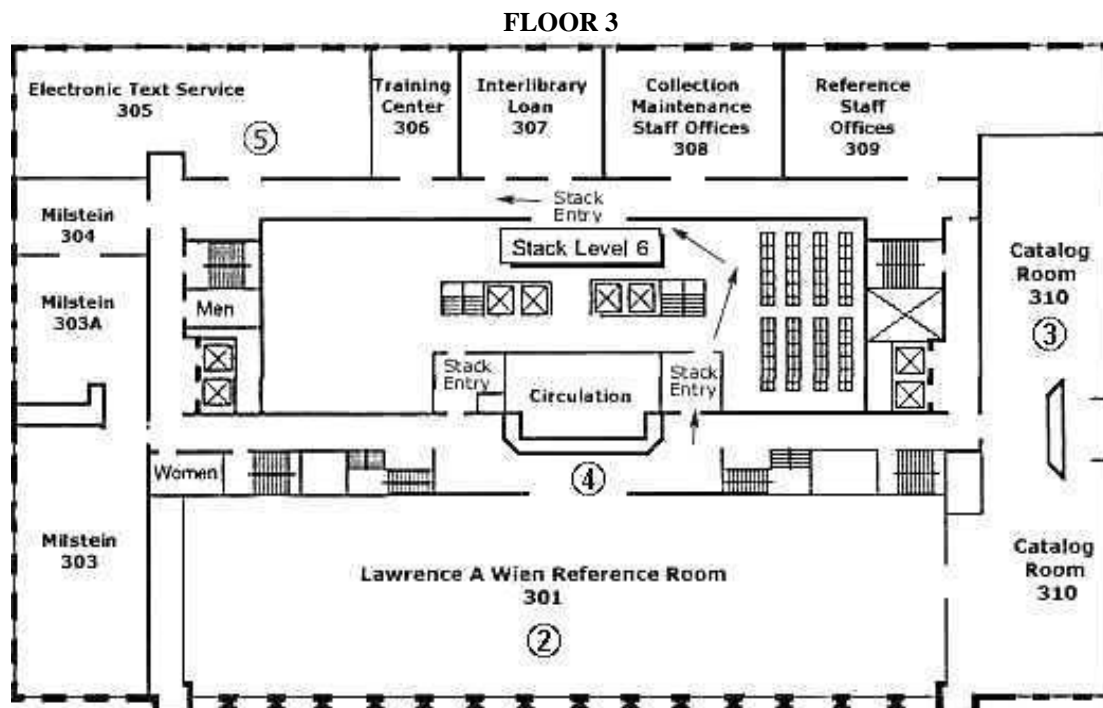 FLOOR 3
Electronic Text Service
305
⑤
Training
Center
306
Interlibrary
Loan
307
Collection
Maintenance
Staff Offices
308
Reference
Staff
Offices
309
Stack
Entry
Stack Level 6
Milstein
304
Milstein
303A
Men
Catalog
Room
310
③
Stack
Entry
Circulation
Stack
Entry
Women
④
Milstein
303
Lawrence A Wien Reference Room
301
②
Catalog
Room
310